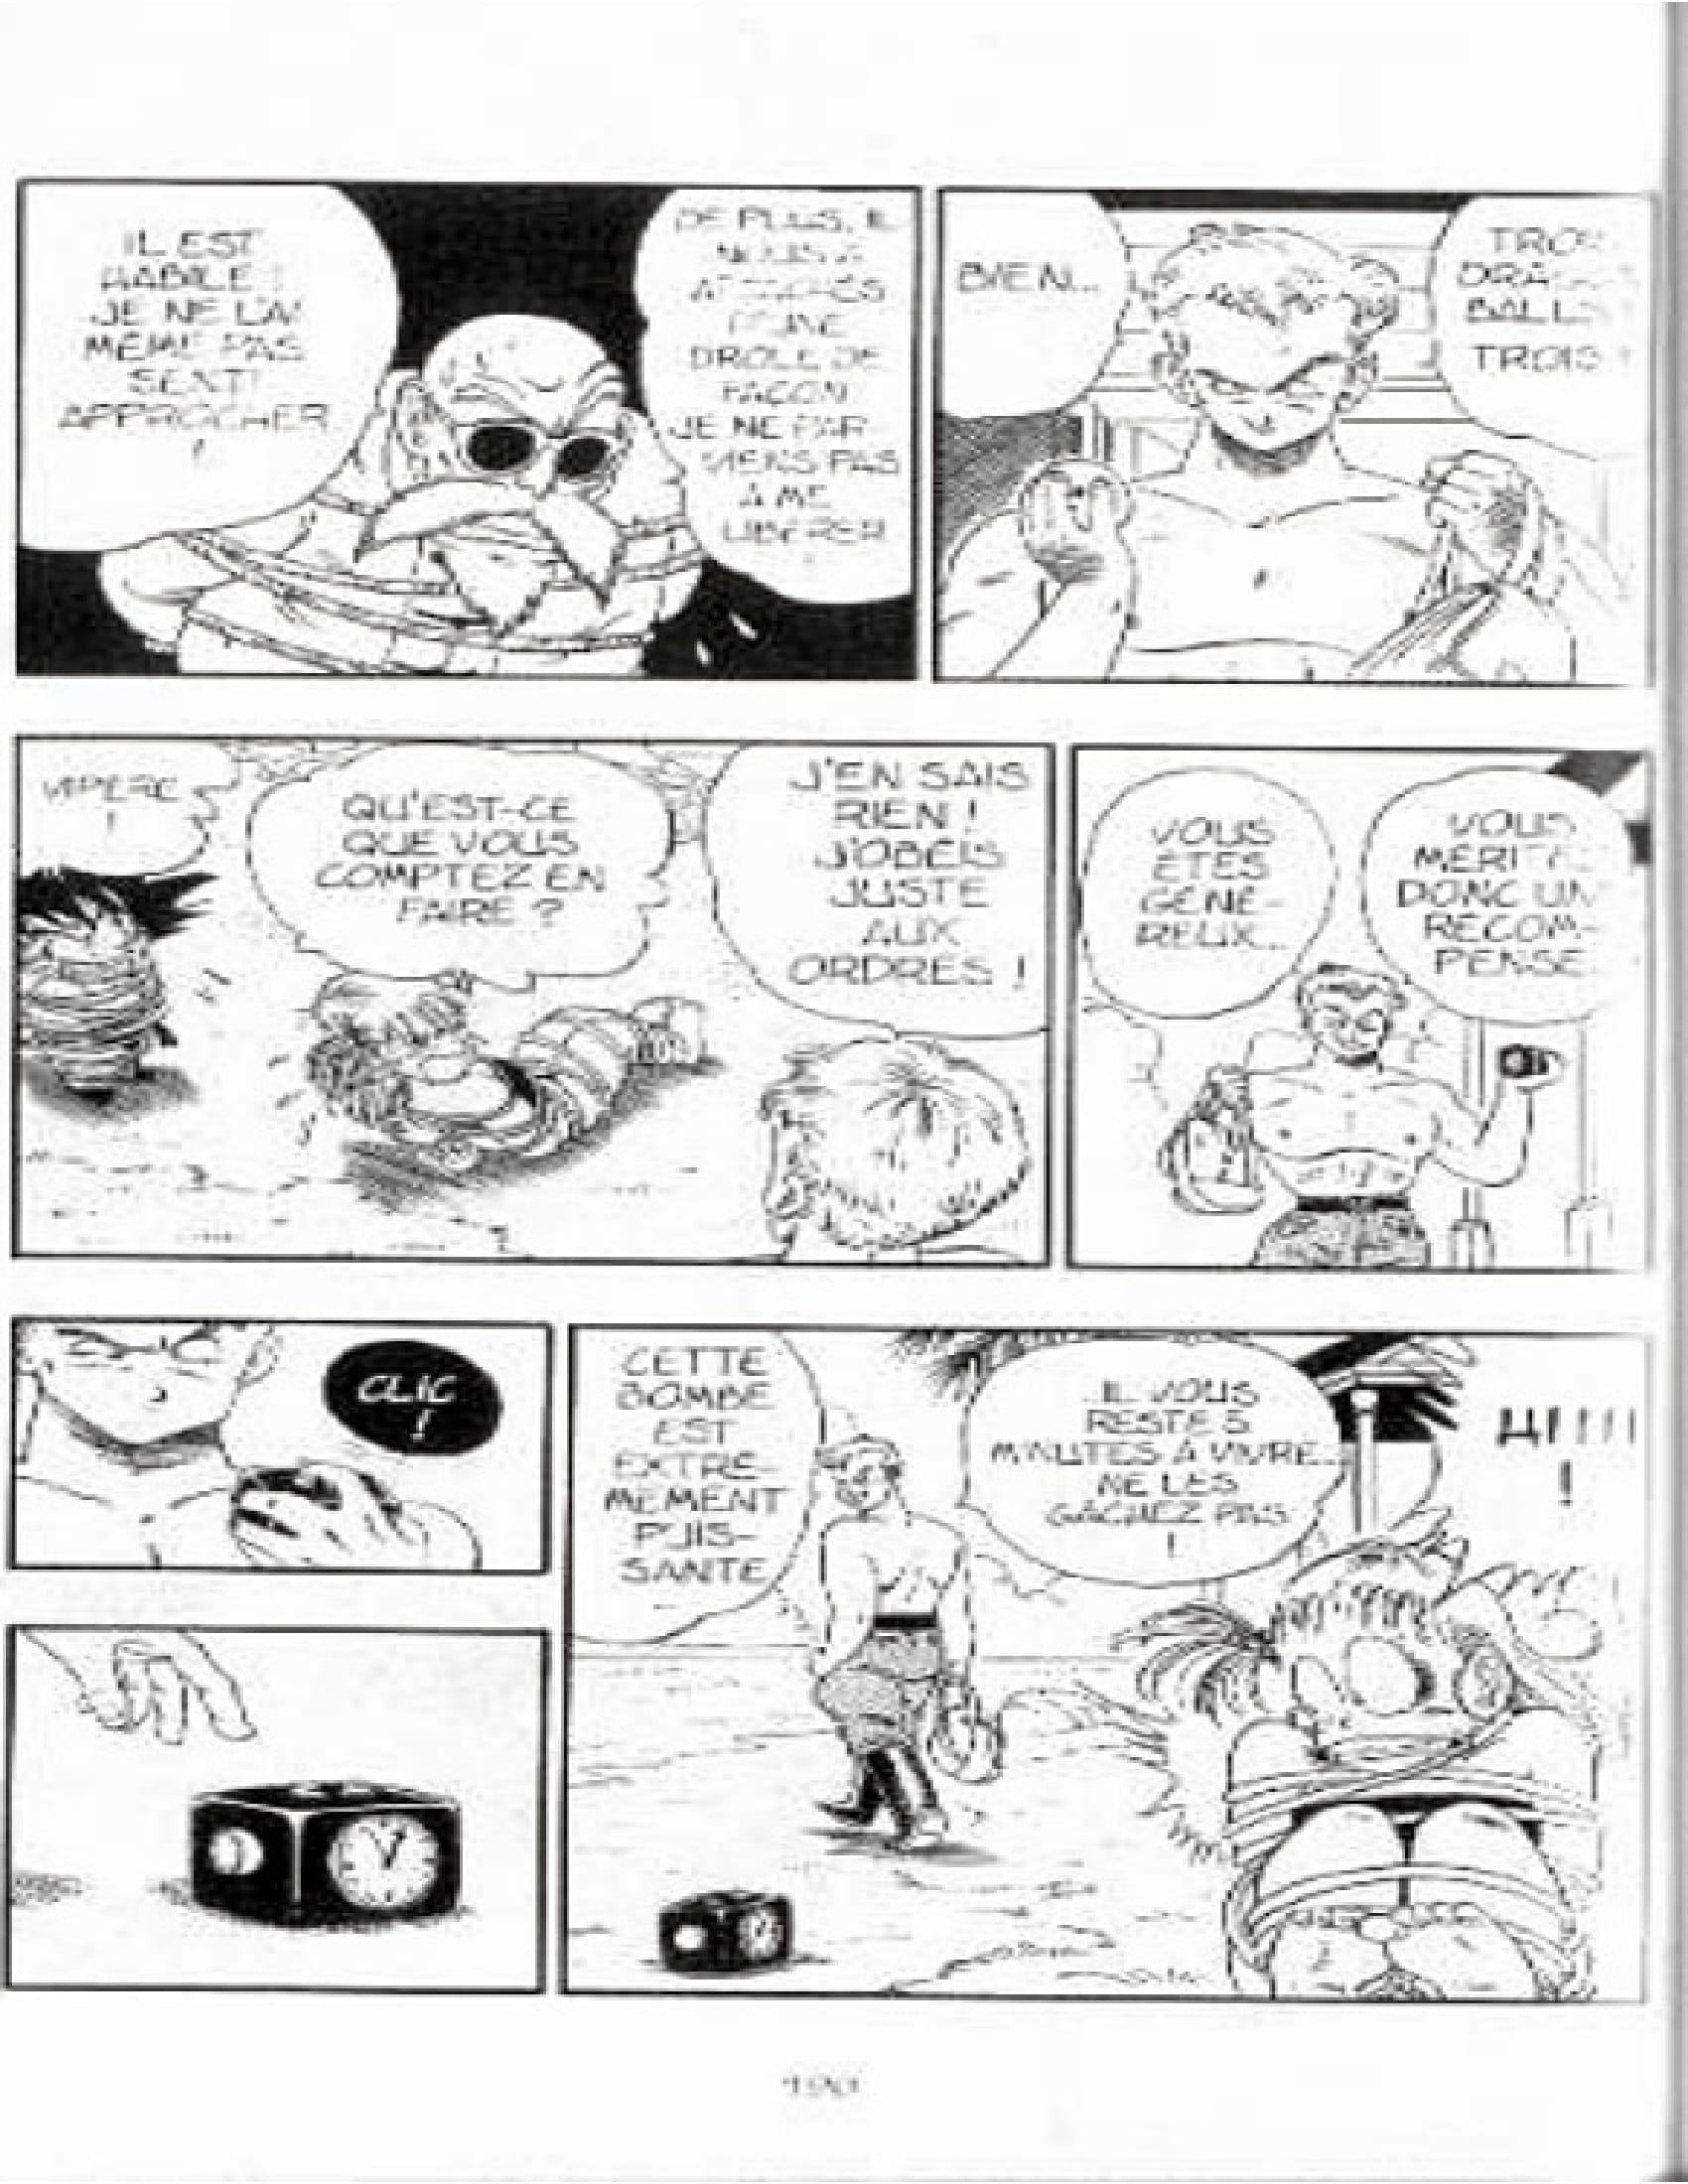 IL EST
HABILE !
JE NE L'AI
MÊME PAS
SENTI
APPROCHER
!
DE PLUS, IL
NOUS A
ATTACHÉS
D'UNE
DROLE DE
FAÇON
JE NE PAR-
VIENS PAS
À ME
LIBÉRER
BIEN...
BALLS
TROIS
VIPÈRE
!
QU'EST-CE
QUE VOUS
COMPTEZ EN
FAIRE ?
J'EN SAIS
RIEN !
J'OBÉIS
JUSTE
AUX
ORDRES !
VOUS
ÊTES
GÉNÉ-
REUX...
VOUS
DONC UN
RÉCOM-
PENSE
CLIC
!
CETTE
BOMBE
EST
EXTRÊ-
MEMENT
PUIS-
SANTE
...IL VOUS
RESTE 5
MINUTES À VIVRE.
NE LES
GÂCHEZ PAS
!
190